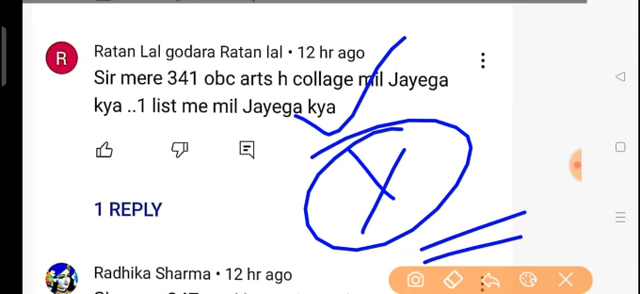 R
Ratan Lal godara Ratan lal • 12 hr ago
Sir mere 341 obc arts h collage mil Jayega
kya ..1 list me mil Jayega kya
1 REPLY
Radhika Sharma • 12 hr ago